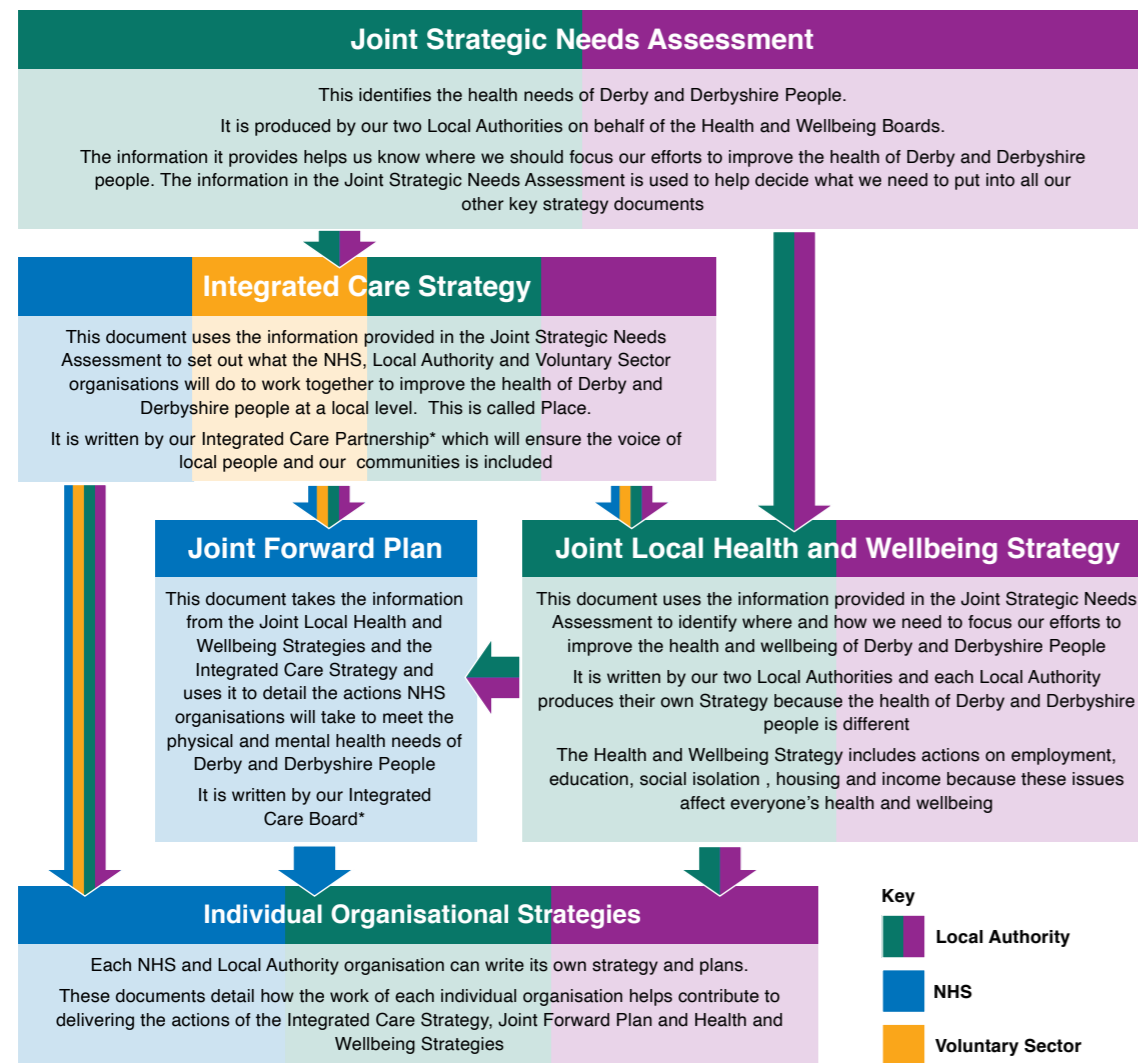 Joint Strategic Needs Assessment
This identifies the health needs of Derby and Derbyshire People.
It is produced by our two Local Authorities on behalf of the Health and Wellbeing Boards.
The information it provides helps us know where we should focus our efforts to improve the health of Derby and Derbyshire
people. The information in the Joint Strategic Needs Assessment is used to help decide what we need to put into all our
other key strategy documents
Integrated Care Strategy
This document uses the information provided in the Joint Strategic Needs
Assessment to set out what the NHS, Local Authority and Voluntary Sector
organisations will do to work together to improve the health of Derby and
Derbyshire people at a local level. This is called Place.
It is written by our Integrated Care Partnership* which will ensure the voice of
local people and our communities is included
Joint Forward Plan
This document takes the information
from the Joint Local Health and
Wellbeing Strategies and the
Integrated Care Strategy and
uses it to detail the actions NHS
organisations will take to meet the
physical and mental health needs of
Derby and Derbyshire People
It is written by our Integrated
Care Board*
Joint Local Health and Wellbeing Strategy
This document uses the information provided in the Joint Strategic Needs
Assessment to identify where and how we need to focus our efforts to
improve the health and wellbeing of Derby and Derbyshire People
It is written by our two Local Authorities and each Local Authority
produces their own Strategy because the health of Derby and Derbyshire
people is different
The Health and Wellbeing Strategy includes actions on employment,
education, social isolation , housing and income because these issues
affect everyone's health and wellbeing
Individual Organisational Strategies
Each NHS and Local Authority organisation can write its own strategy and plans.
These documents detail how the work of each individual organisation helps contribute to
delivering the actions of the Integrated Care Strategy, Joint Forward Plan and Health and
Wellbeing Strategies
Key
Local Authority
NHS
Voluntary Sector